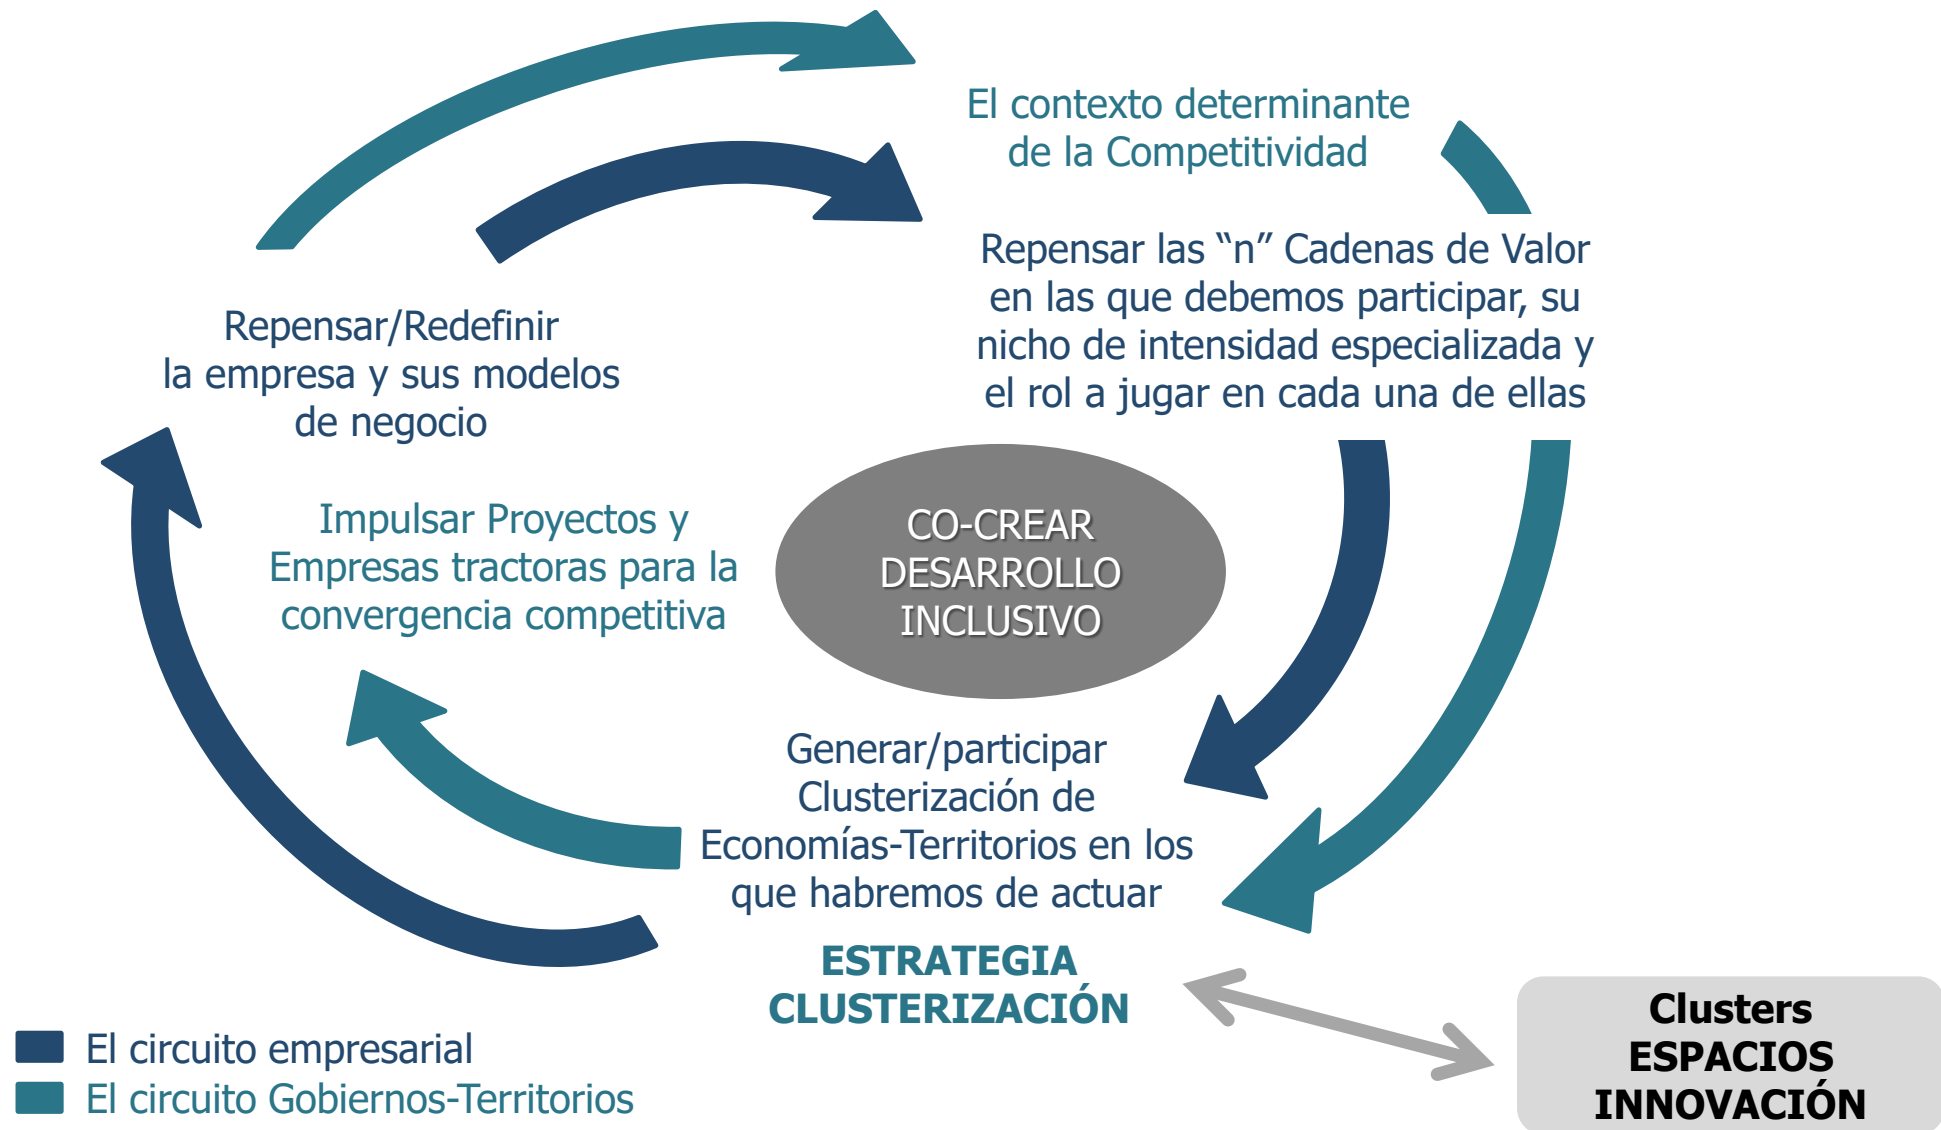 El contexto determinante
de la Competitividad
Repensar las “n” Cadenas de Valor
en las que debemos participar, su
nicho de intensidad especializada y
el rol a jugar en cada una de ellas
Repensar/Redefinir
la empresa y sus modelos
de negocio
Impulsar Proyectos y
Empresas tractoras para la
convergencia competitiva
CO-CREAR
DESARROLLO
INCLUSIVO
Generar/participar
Clusterización de
Economías-Territorios en los
que habremos de actuar
ESTRATEGIA
CLUSTERIZACIÓN
Clusters
ESPACIOS
INNOVACIÓN
El circuito empresarial
El circuito Gobiernos-Territorios